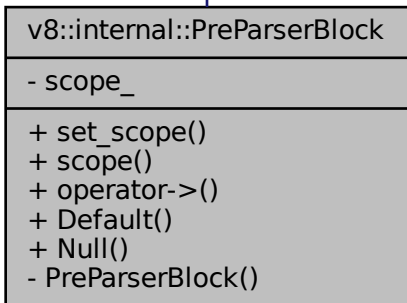 v8::internal::PreParserBlock
- scope_
+ set_scope()
+ scope()
+ operator->()
+ Default()
+ Null()
- PreParserBlock()